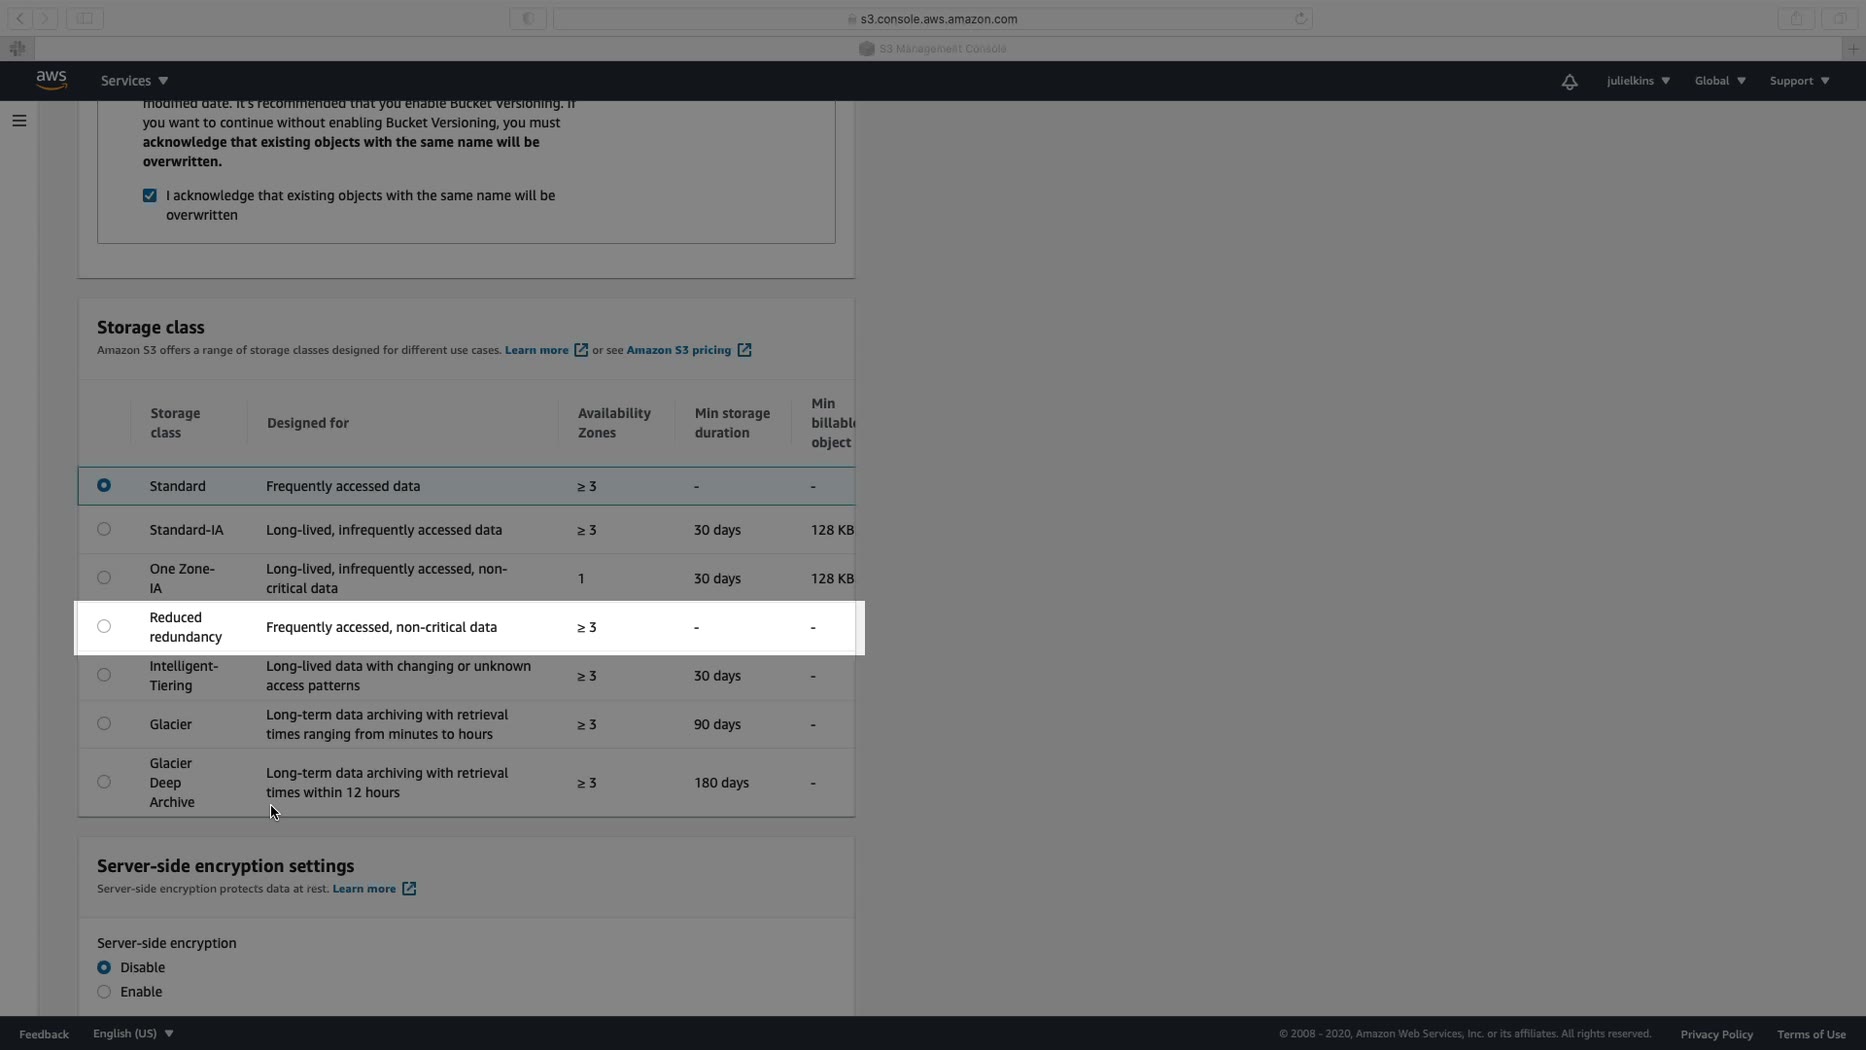 s3.console.aws.amazon.com
S3 Management Console
aws
Services
julielkins
Global
Support
modified date. It's recommended that you enable Bucket Versioning. If
you want to continue without enabling Bucket Versioning, you must
acknowledge that existing objects with the same name will be
overwritten.
I acknowledge that existing objects with the same name will be
overwritten
Storage class
Amazon S3 offers a range of storage classes designed for different use cases. Learn more or see Amazon S3 pricing
Storage
class
Designed for
Availability
Zones
Min storage
duration
Min
billable
object
Standard
Frequently accessed data
≥ 3
-
-
Standard-IA
Long-lived, infrequently accessed data
≥ 3
30 days
128 KB
One Zone-
IA
Long-lived, infrequently accessed, non-
critical data
1
30 days
128 KB
Reduced
redundancy
Frequently accessed, non-critical data
≥ 3
-
-
Intelligent-
Tiering
Long-lived data with changing or unknown
access patterns
≥ 3
30 days
-
Glacier
Long-term data archiving with retrieval
times ranging from minutes to hours
≥ 3
90 days
-
Glacier
Deep
Archive
Long-term data archiving with retrieval
times within 12 hours
≥ 3
180 days
-
Server-side encryption settings
Server-side encryption protects data at rest. Learn more
Server-side encryption
Disable
Enable
Feedback
English (US)
© 2008 - 2020, Amazon Web Services, Inc. or its affiliates. All rights reserved.
Privacy Policy
Terms of Use